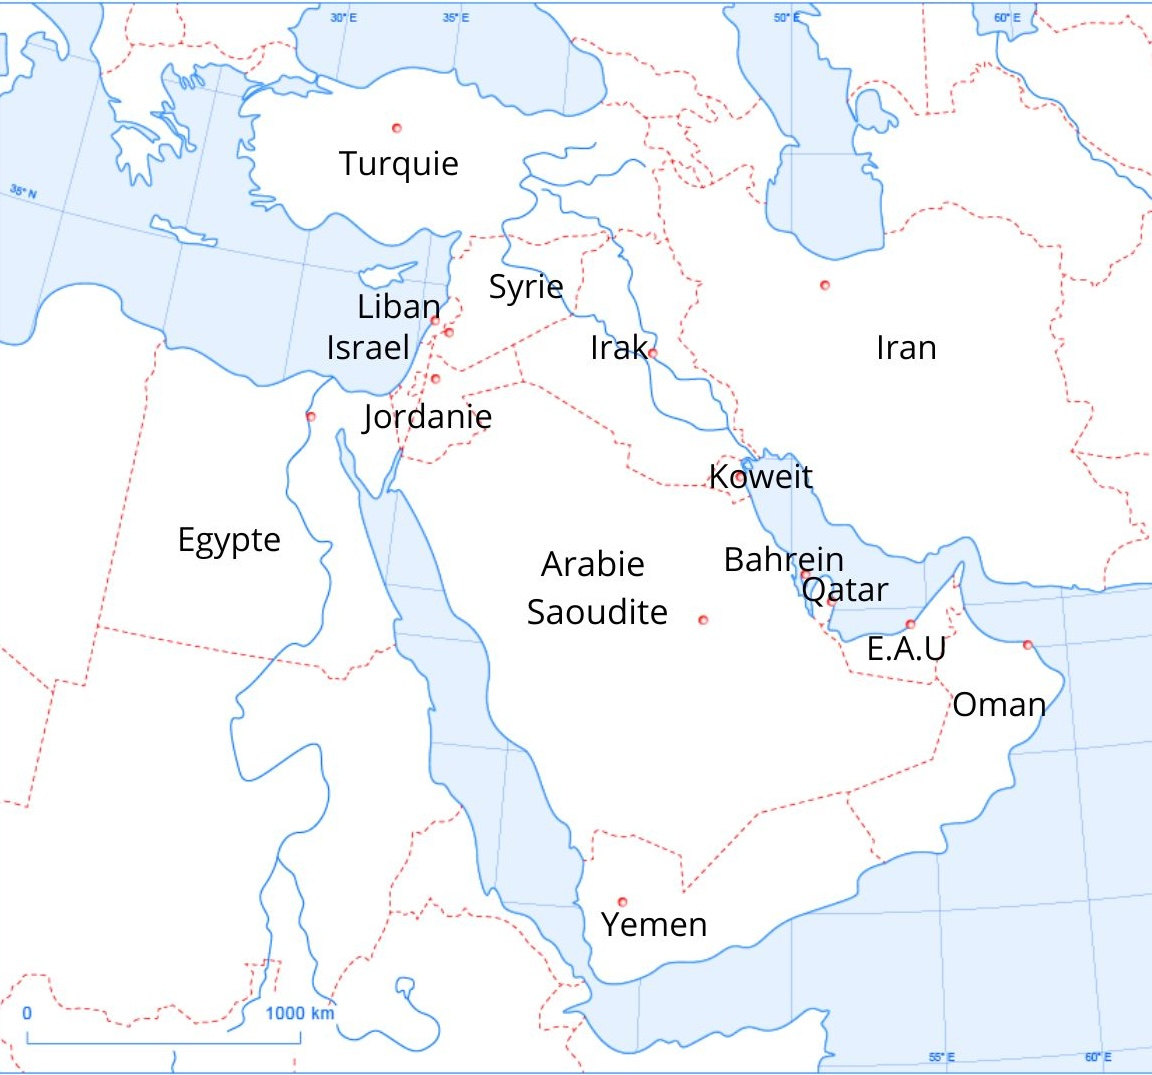 30° E
35° E
50° E
60° E
Turquie
35° N
Syrie
Liban
Israel
Irak
Iran
Jordanie
Koweit
Egypte
Bahrein
Arabie
Saoudite
Qatar
E.A.U
Oman
Yemen
0
1000 km
55° E
60° E